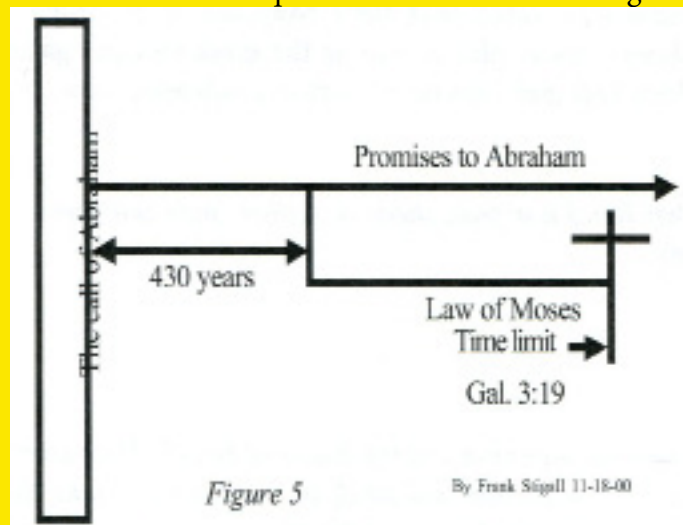 The call of Abraham
Promises to Abraham
430 years
Law of Moses
Time limit
Gal. 3:19
Figure 5
By Frank Stigall 11-18-00